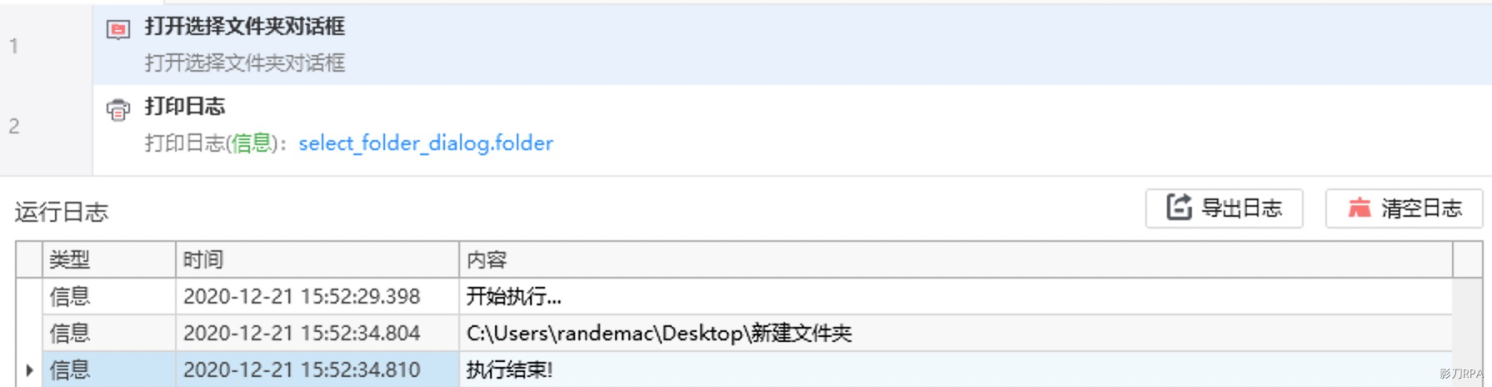 1
打开选择文件夹对话框
打开选择文件夹对话框
2
打印日志
打印日志(信息)：select_folder_dialog.folder
运行日志 导出日志 清空日志
类型 时间 内容
信息 2020-12-21 15:52:29.398 开始执行...
信息 2020-12-21 15:52:34.804 C:\Users\randemac\Desktop\新建文件夹
信息 2020-12-21 15:52:34.810 执行结束!
影刀RPA